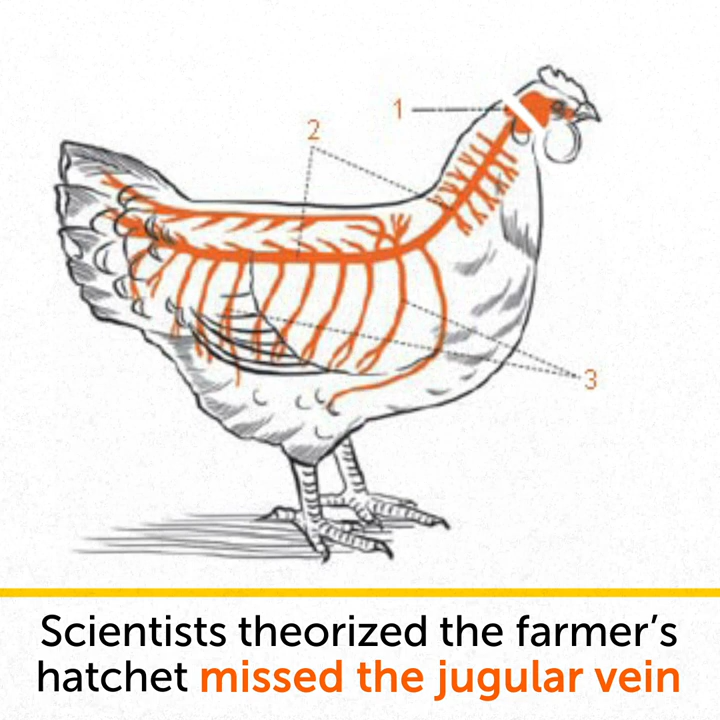 1
2
3
Scientists theorized the farmer’s
hatchet missed the jugular vein